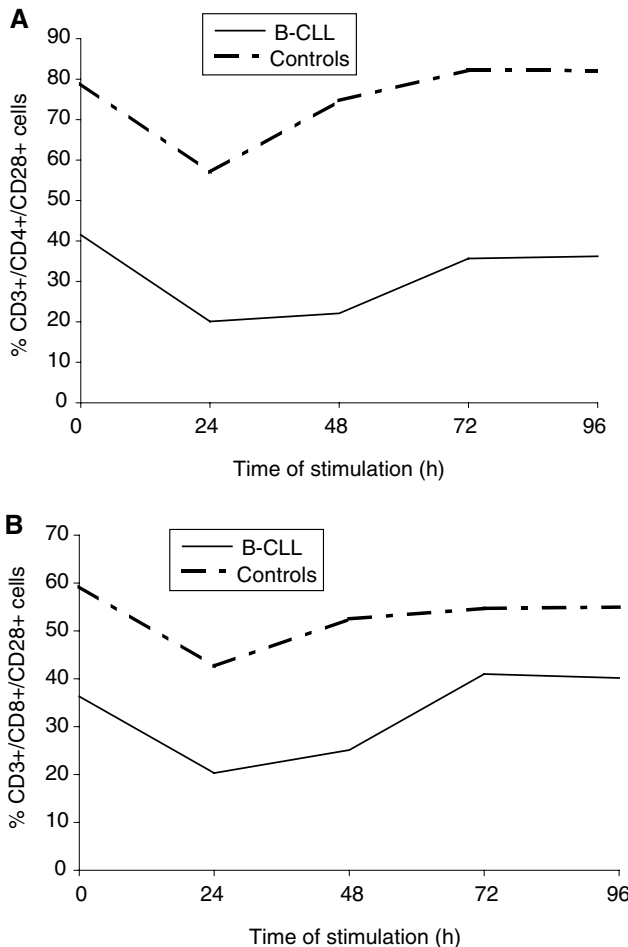 A
B-CLL
Controls
90
80
70
60
50
40
30
20
10
0
% CD3+/CD4+/CD28+ cells
0 24 48 72 96
Time of stimulation (h)
B
B-CLL
Controls
70
60
50
40
30
20
10
0
% CD3+/CD8+/CD28+ cells
0 24 48 72 96
Time of stimulation (h)